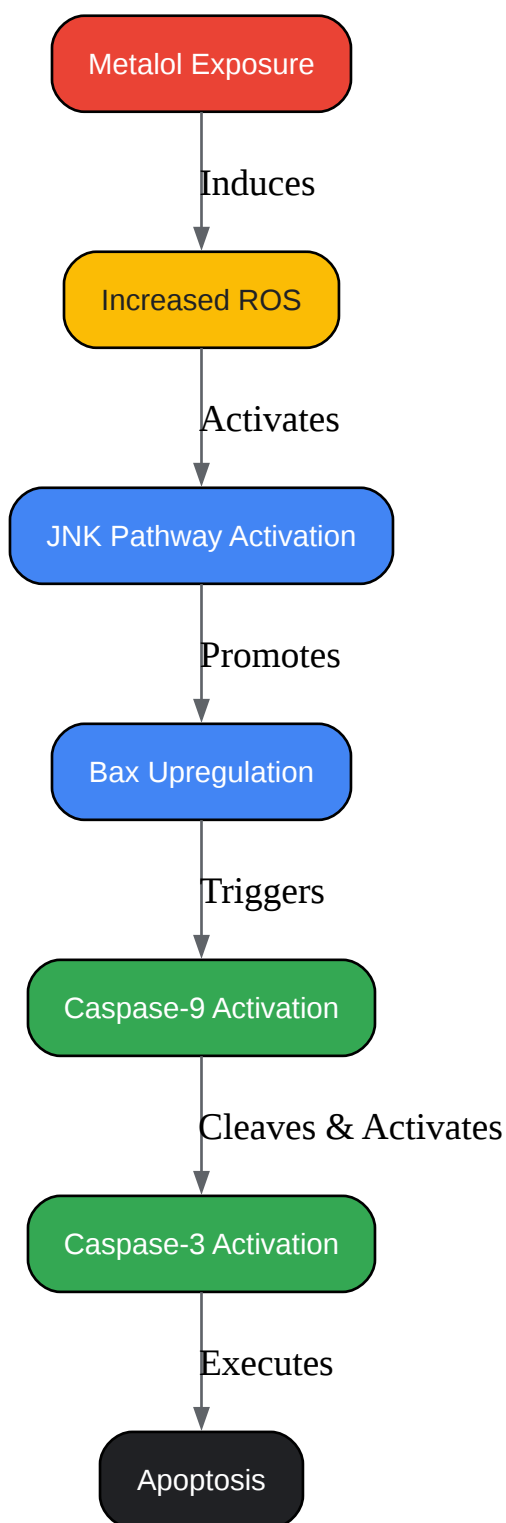 Metalol Exposure
Induces
Increased ROS
Activates
JNK Pathway Activation
Promotes
Bax Upregulation
Triggers
Caspase-9 Activation
Cleaves & Activates
Caspase-3 Activation
Executes
Apoptosis